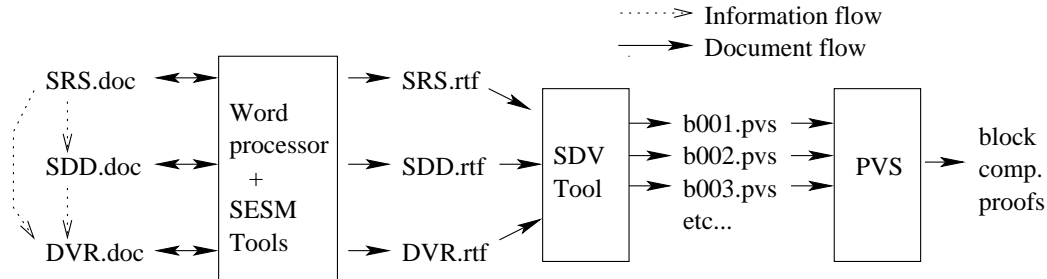 Information flow
Document flow
SRS.doc
SDD.doc
DVR.doc
Word
processor
+
SESM
Tools
SRS.rtf
SDD.rtf
DVR.rtf
SDV
Tool
b001.pvs
b002.pvs
b003.pvs
etc...
PVS
block
comp.
proofs